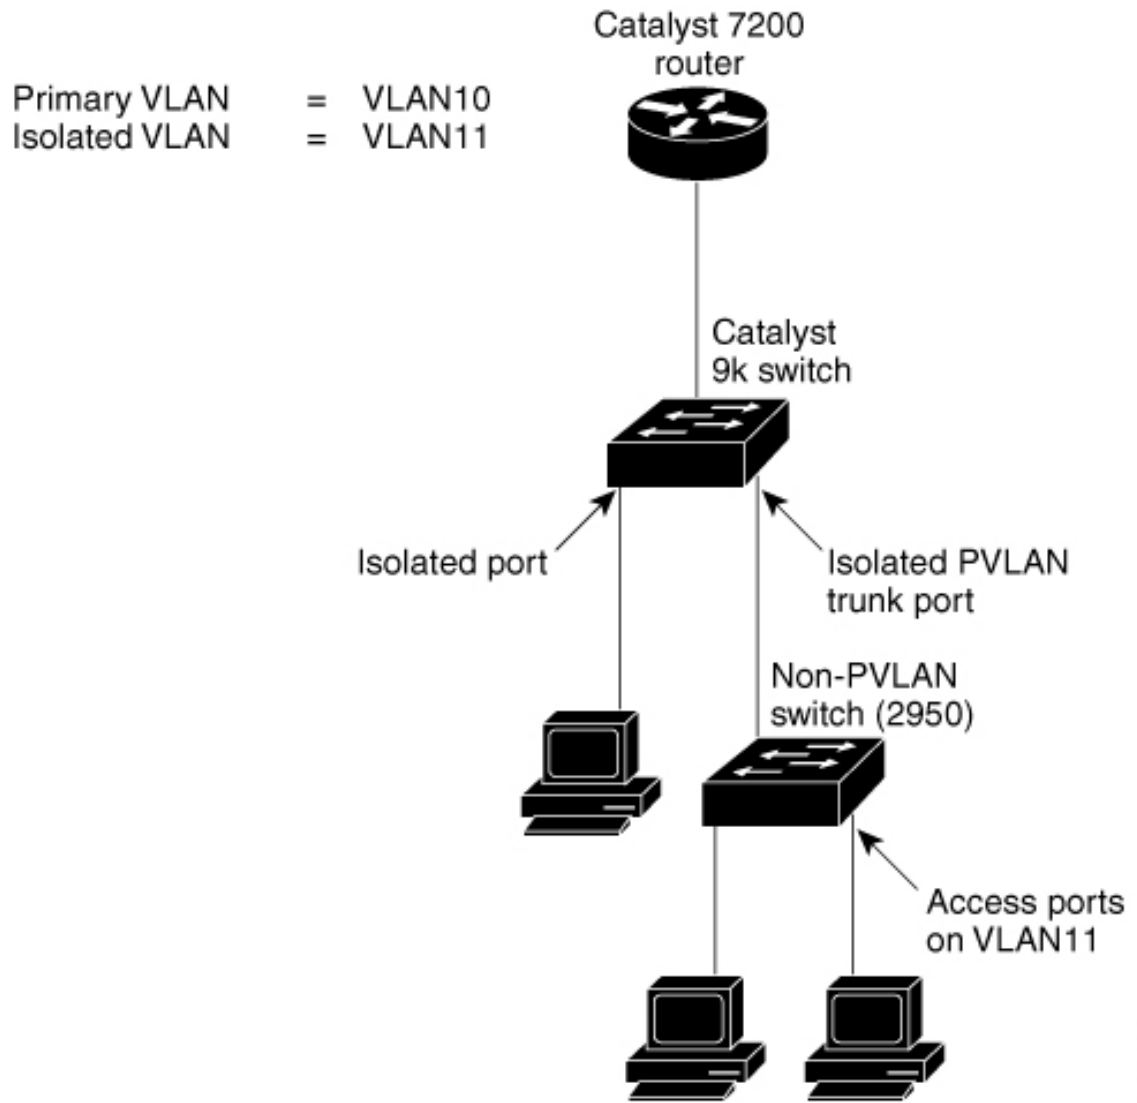 Catalyst 7200
router
Primary VLAN = VLAN10
Isolated VLAN = VLAN11
Catalyst
9k switch
Isolated port
Isolated PVLAN
trunk port
Non-PVLAN
switch (2950)
Access ports
on VLAN11